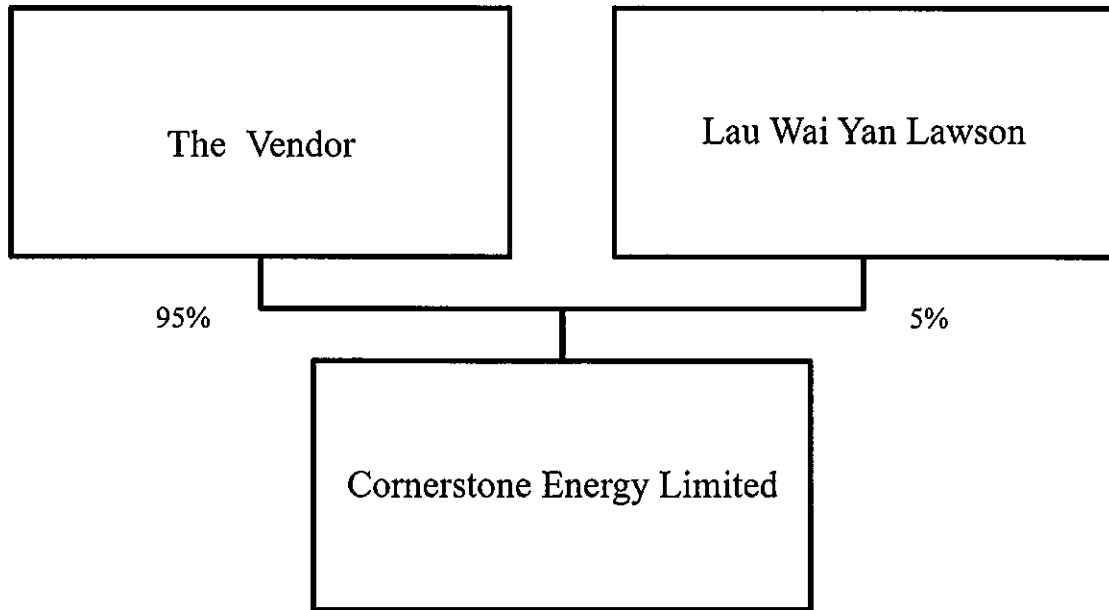 The Vendor
Lau Wai Yan Lawson
95%
5%
Cornerstone Energy Limited